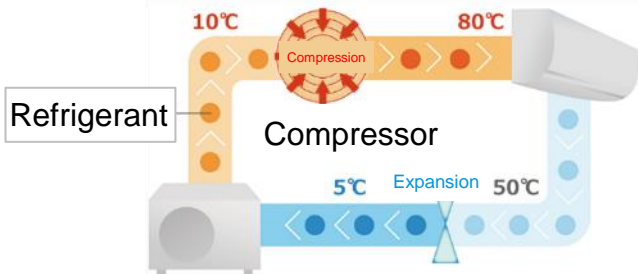 10℃
80℃
Compression
Refrigerant
Compressor
5℃
Expansion
50℃